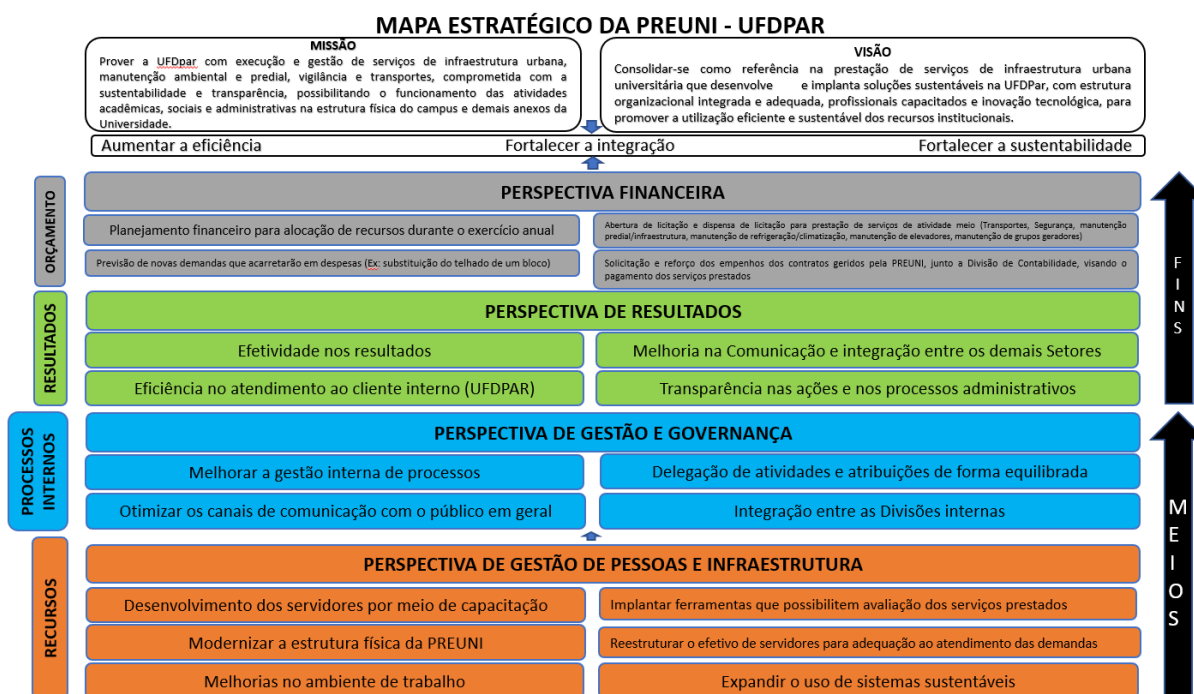 MAPA ESTRATÉGICO DA PREUNI - UFDPAR
MISSÃO
Prover a UFDpar com execução e gestão de serviços de infraestrutura urbana,
manutenção ambiental e predial, vigilância e transportes, comprometida com a
sustentabilidade e transparência, possibilitando o funcionamento das atividades
acadêmicas, sociais e administrativas na estrutura física do campus e demais anexos da
Universidade.
VISÃO
Consolidar-se como referência na prestação de serviços de infraestrutura urbana
universitária que desenvolve e implanta soluções sustentáveis na UFDPar, com estrutura
organizacional integrada e adequada, profissionais capacitados e inovação tecnológica, para
promover a utilização eficiente e sustentável dos recursos institucionais.
Aumentar a eficiência
Fortalecer a integração
Fortalecer a sustentabilidade
ORÇAMENTO
PERSPECTIVA FINANCEIRA
Planejamento financeiro para alocação de recursos durante o exercício anual
Abertura de licitação e dispensa de licitação para prestação de serviços de atividade meio (Transportes, Segurança, manutenção
predial/infraestrutura, manutenção de refrigeração/climatização, manutenção de elevadores, manutenção de grupos geradores)
Previsão de novas demandas que acarretarão em despesas (Ex: substituição do telhado de um bloco)
Solicitação e reforço dos empenhos dos contratos geridos pela PREUNI, junto a Divisão de Contabilidade, visando o
pagamento dos serviços prestados
FINS
RESULTADOS
PERSPECTIVA DE RESULTADOS
Efetividade nos resultados
Melhoria na Comunicação e integração entre os demais Setores
Eficiência no atendimento ao cliente interno (UFDPAR)
Transparência nas ações e nos processos administrativos
PROCESSOS
INTERNOS
PERSPECTIVA DE GESTÃO E GOVERNANÇA
Melhorar a gestão interna de processos
Delegação de atividades e atribuições de forma equilibrada
Otimizar os canais de comunicação com o público em geral
Integração entre as Divisões internas
MEIOS
RECURSOS
PERSPECTIVA DE GESTÃO DE PESSOAS E INFRAESTRUTURA
Desenvolvimento dos servidores por meio de capacitação
Implantar ferramentas que possibilitem avaliação dos serviços prestados
Modernizar a estrutura física da PREUNI
Reestruturar o efetivo de servidores para adequação ao atendimento das demandas
Melhorias no ambiente de trabalho
Expandir o uso de sistemas sustentáveis